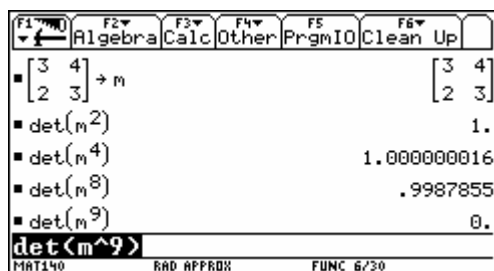 F1 F2 F3 F4 F5 F6
Algebra Calc Other PrgmIO Clean Up
[3 4] → m [3 4]
[2 3] [2 3]
det(m²) 1.
det(m⁴) 1.000000016
det(m⁸) .9987855
det(m⁹) 0.
det(m^9)
MAT140 RAD APPROX FUNC 6/30